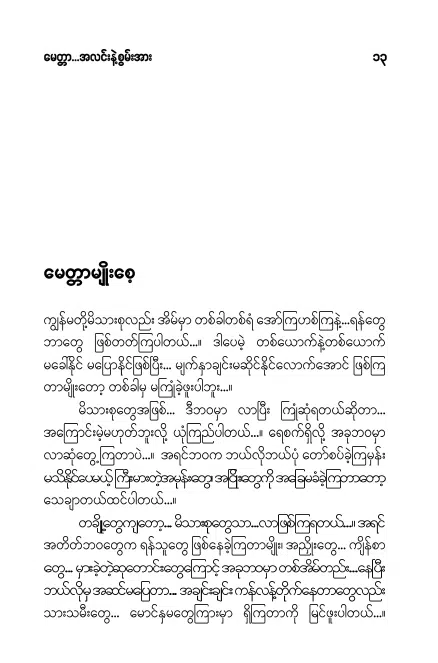 မေတ္တာ...အလင်းနဲ့စွမ်းအား ၁၃
မေတ္တာမျိုးစေ့
ကျွန်မတို့မိသားစုလည်း အိမ်မှာ တစ်ခါတစ်ရံ အော်ကြဟစ်ကြနဲ့...ရန်တွေ
ဘာတွေ ဖြစ်တတ်ကြပါတယ်...။ ဒါပေမဲ့ တစ်ယောက်နဲ့တစ်ယောက်
မခေါ်နိုင် မပြောနိုင်ဖြစ်ပြီး... မျက်နှာချင်းမဆိုင်နိုင်လောက်အောင် ဖြစ်ကြ
တာမျိုးတော့ တစ်ခါမှ မကြုံခဲ့ဖူးပါဘူး...။
မိသားစုတွေအဖြစ်... ဒီဘဝမှာ လာပြီး ကြုံဆုံရတယ်ဆိုတာ...
အကြောင်းမဲ့မဟုတ်ဘူးလို့ ယုံကြည်ပါတယ်...။ ရေစက်ရှိလို့ အခုဘဝမှာ
လာဆုံတွေ့ကြတာပဲ...။ အရင်ဘဝက ဘယ်လိုဘယ်ပုံ တော်စပ်ခဲ့ကြမှန်း
မသိနိုင်ပေမယ့် ကြီးမားတဲ့အမုန်းတွေ၊ အငြိုးတွေကို အခြေမခံခဲ့ကြတာတော့
သေချာတယ်ထင်ပါတယ်...။
တချို့တွေကျတော့... မိသားစုတွေသာ...လာဖြစ်ကြရတယ်...။ အရင်
အတိတ်ဘဝတွေက ရန်သူတွေ ဖြစ်နေခဲ့ကြတာမျိုး၊ အညှိုးတွေ... ကျိန်စာ
တွေ... မှားခဲ့တဲ့ဆုတောင်းတွေကြောင့် အခုဘဝမှာ တစ်အိမ်တည်း...နေပြီး
ဘယ်လိုမှ အဆင်မပြေတာ... အချင်းချင်း ကန်လန့်တိုက်နေတာတွေလည်း
သားသမီးတွေ... မောင်နှမတွေကြားမှာ ရှိကြတာကို မြင်ဖူးပါတယ်...။